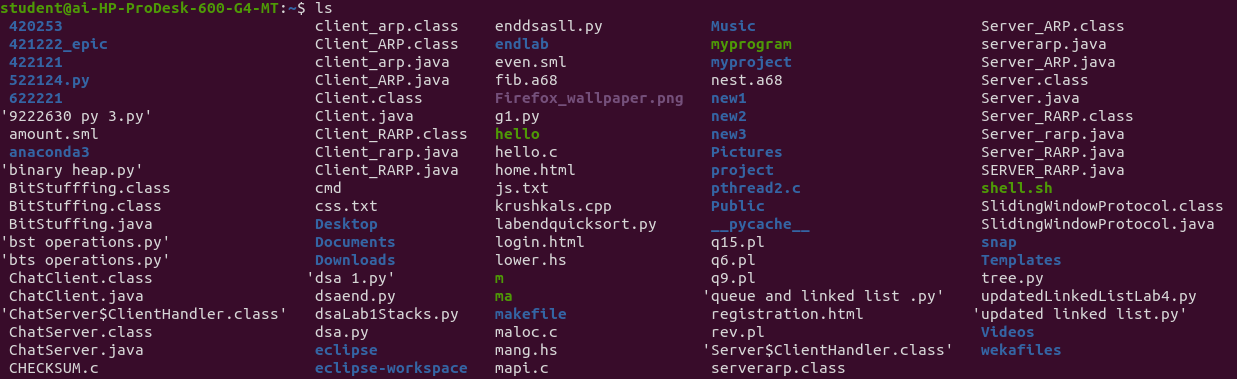 student@ai-HP-ProDesk-600-G4-MT:~$ ls
420253 client_arp.class enddsasll.py Music Server_ARP.class
421222_epic Client_ARP.class endlab myprogram serverarp.java
422121 client_arp.java even.sml myproject Server_ARP.java
522124.py Client_ARP.java fib.a68 nest.a68 Server.class
622221 Client.class Firefox_wallpaper.png new1 Server.java
'9222630 py 3.py' Client.java g1.py new2 Server_RARP.class
amount.sml Client_RARP.class hello new3 Server_rarp.java
anaconda3 Client_rarp.java hello.c Pictures Server_RARP.java
'binary heap.py' Client_RARP.java home.html project SERVER_RARP.java
BitStufffing.class cmd js.txt pthread2.c shell.sh
BitStuffing.class css.txt krushkals.cpp Public SlidingWindowProtocol.class
BitStuffing.java Desktop labendquicksort.py __pycache__ SlidingWindowProtocol.java
'bst operations.py' Documents login.html q15.pl snap
'bts operations.py' Downloads lower.hs q6.pl Templates
ChatClient.class 'dsa 1.py' m q9.pl tree.py
ChatClient.java dsaend.py ma 'queue and linked list .py' updatedLinkedListLab4.py
'ChatServer$ClientHandler.class' dsaLab1Stacks.py makefile registration.html 'updated linked list.py'
ChatServer.class dsa.py maloc.c rev.pl Videos
ChatServer.java eclipse mang.hs 'Server$ClientHandler.class' wekafiles
CHECKSUM.c eclipse-workspace mapi.c serverarp.class